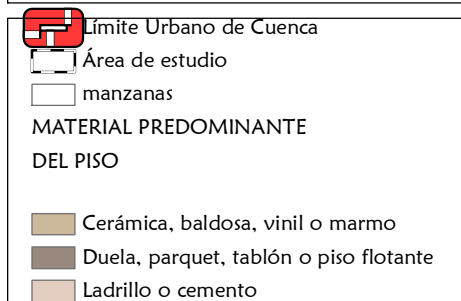 Límite Urbano de Cuenca
Área de estudio
manzanas
MATERIAL PREDOMINANTE
DEL PISO
Cerámica, baldosa, vinil o marmo
Duela, parquet, tablón o piso flotante
Ladrillo o cemento